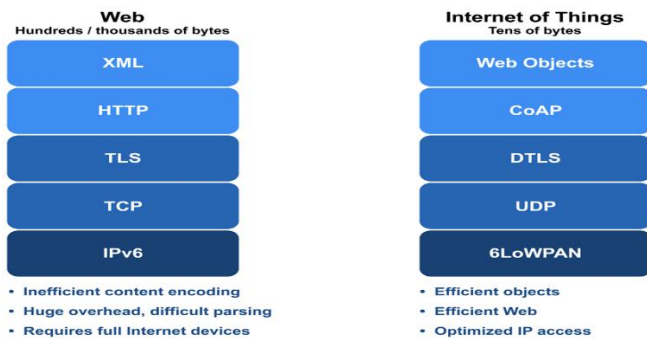 Web
Hundreds / thousands of bytes
XML
HTTP
TLS
TCP
IPv6
• Inefficient content encoding
• Huge overhead, difficult parsing
• Requires full Internet devices
Internet of Things
Tens of bytes
Web Objects
CoAP
DTLS
UDP
6LoWPAN
• Efficient objects
• Efficient Web
• Optimized IP access